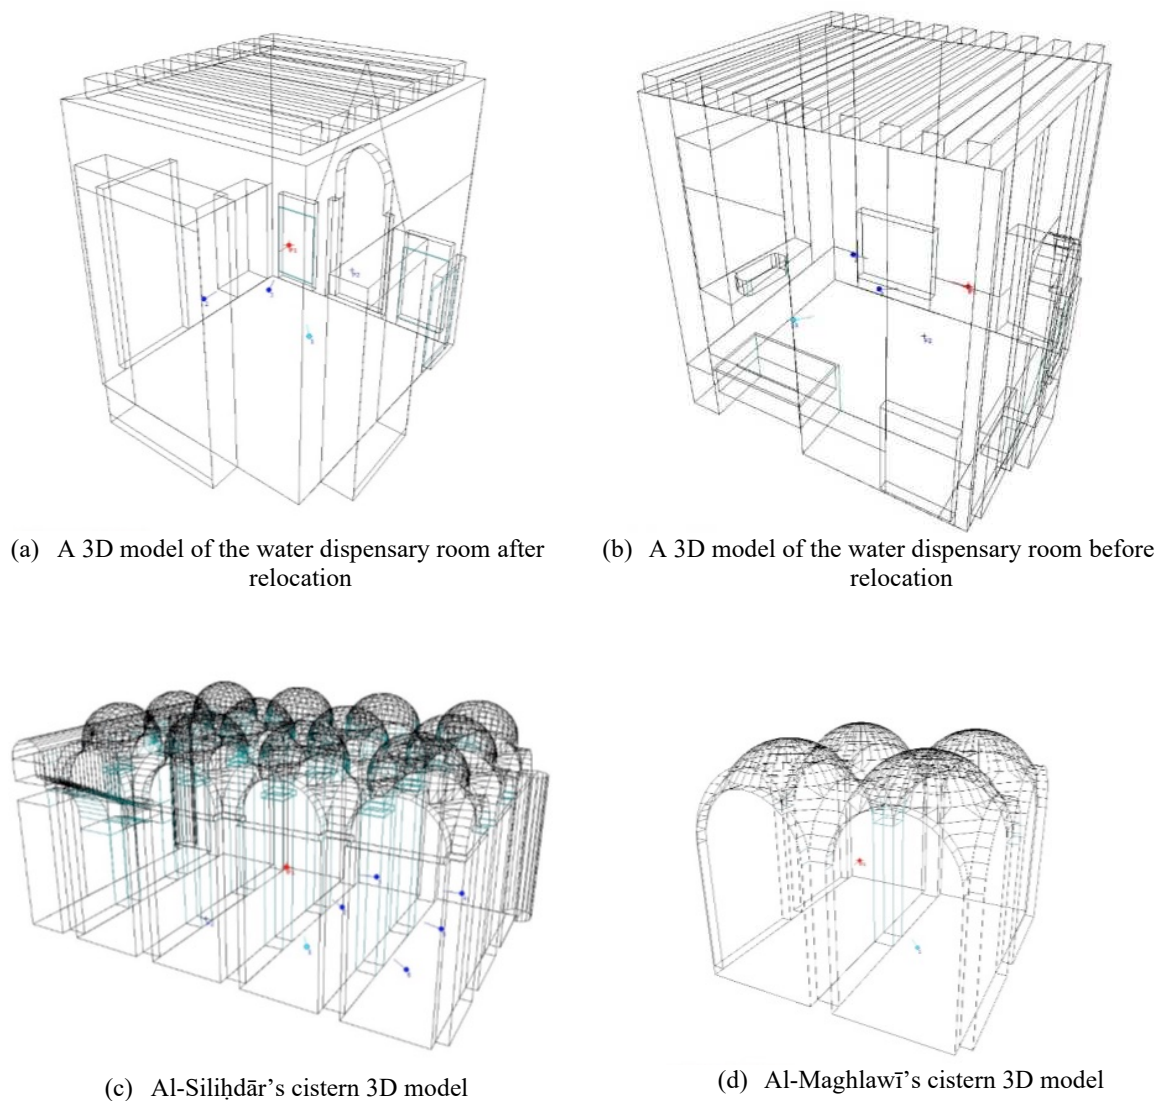 (a) A 3D model of the water dispensary room after
relocation
(b) A 3D model of the water dispensary room before
relocation
(c) Al-Siliḥdār’s cistern 3D model
(d) Al-Maghlawī’s cistern 3D model